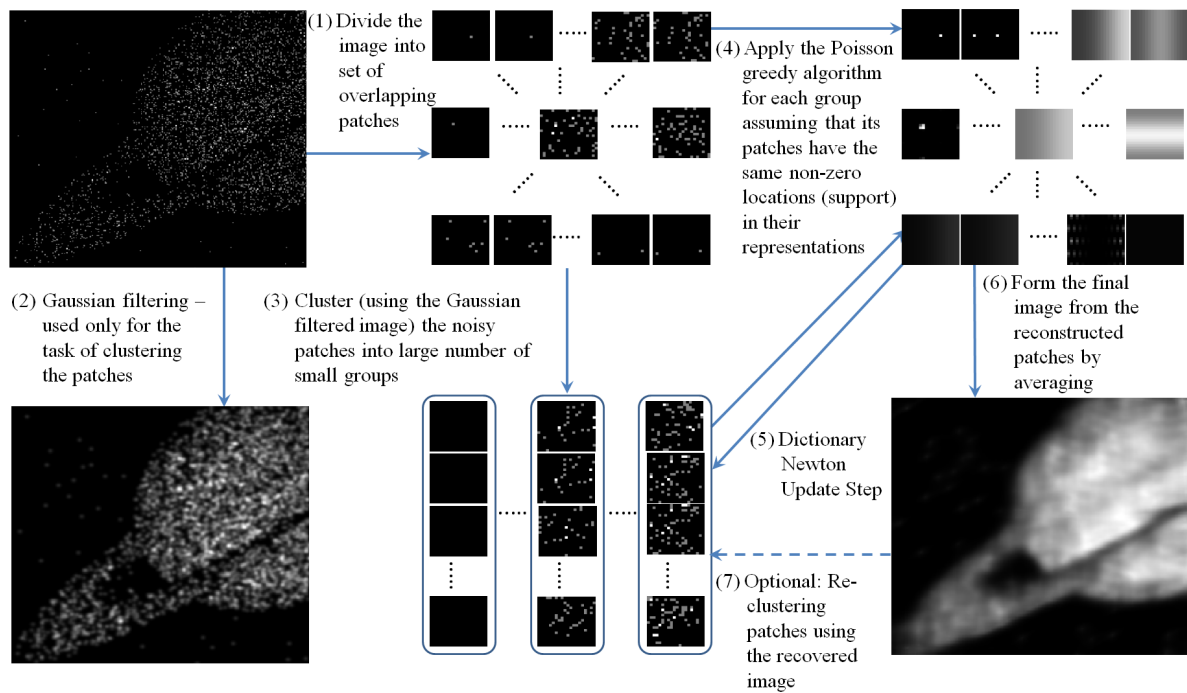 (1) Divide the
image into
set of
overlapping
patches
(2) Gaussian filtering –
used only for the
task of clustering
the patches
(3) Cluster (using the Gaussian
filtered image) the noisy
patches into large number of
small groups
(4) Apply the Poisson
greedy algorithm
for each group
assuming that its
patches have the
same non-zero
locations (support)
in their
representations
(5) Dictionary
Newton
Update Step
(6) Form the final
image from the
reconstructed
patches by
averaging
(7) Optional: Re-
clustering
patches using
the recovered
image